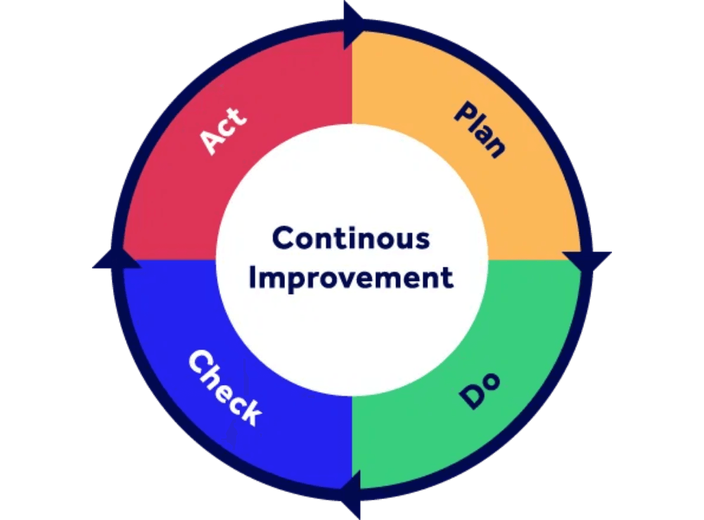 Act
Plan
Continous
Improvement
Check
Do